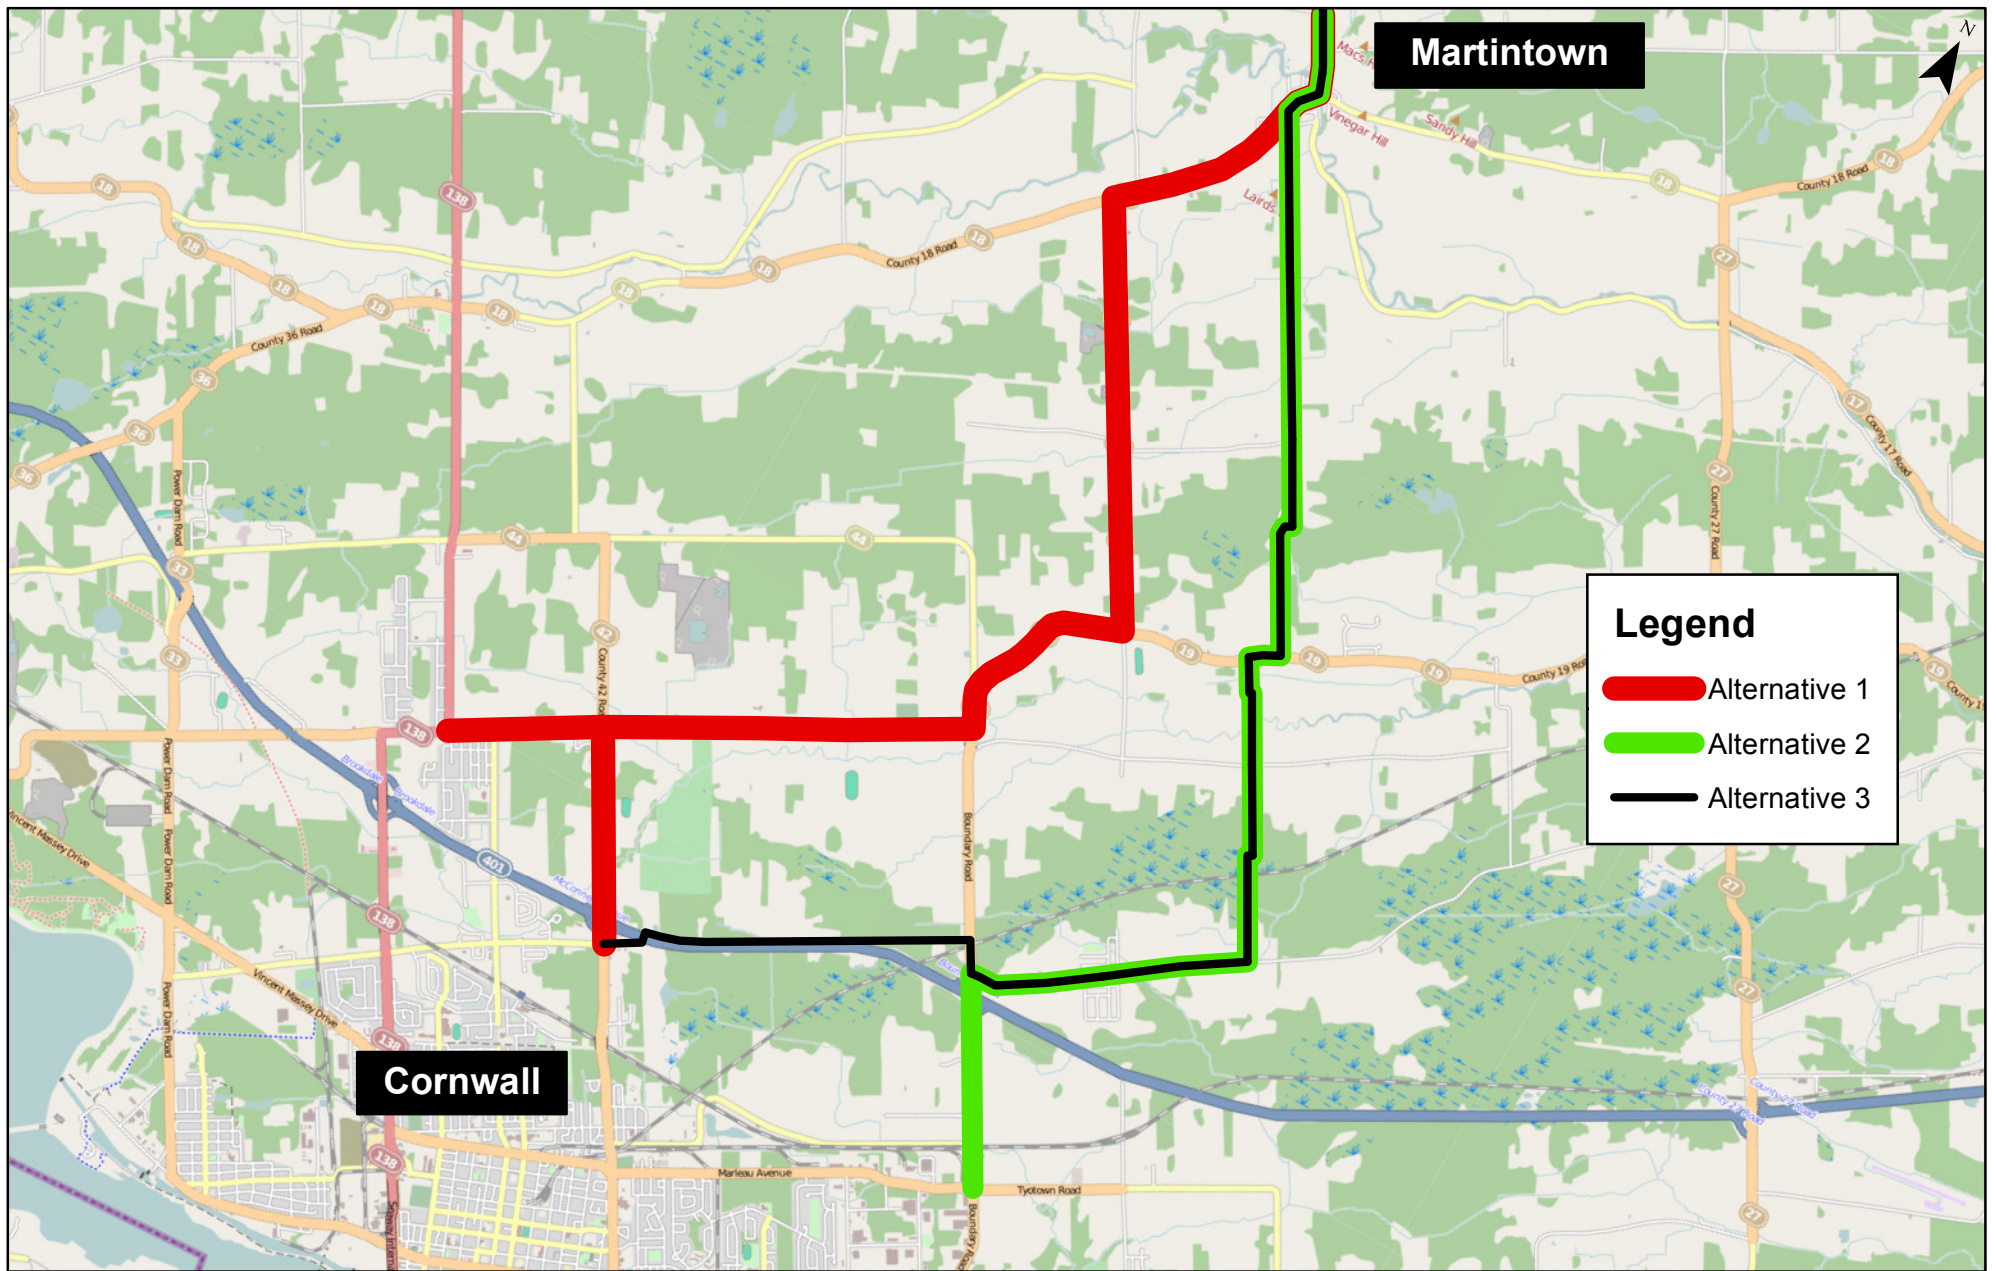 N
Martintown
Vinegar Hill
Sandy Hill
18
18
County 18 Road
18
138
18
County 18 Road
18
18
27
18
18
18
18
County 36 Road
36
36
36
17
County 17 Road
27
County 27 Road
Power Dam Road
44
44
33
42
County 42
33
19
19
19
County 19
19
Legend
Alternative 1
Alternative 2
Alternative 3
138
Brookdale
Brookdale
Power Dam Road
Power Dam Road
Vincent Massey Drive
401
Boundary Road
27
138
Vincent Massey Drive
Power Dam Road
138
27
Cornwall
County 27 Road
County 27 Road
138
Marleau Avenue
Tyotown Road
Boundary Road
27